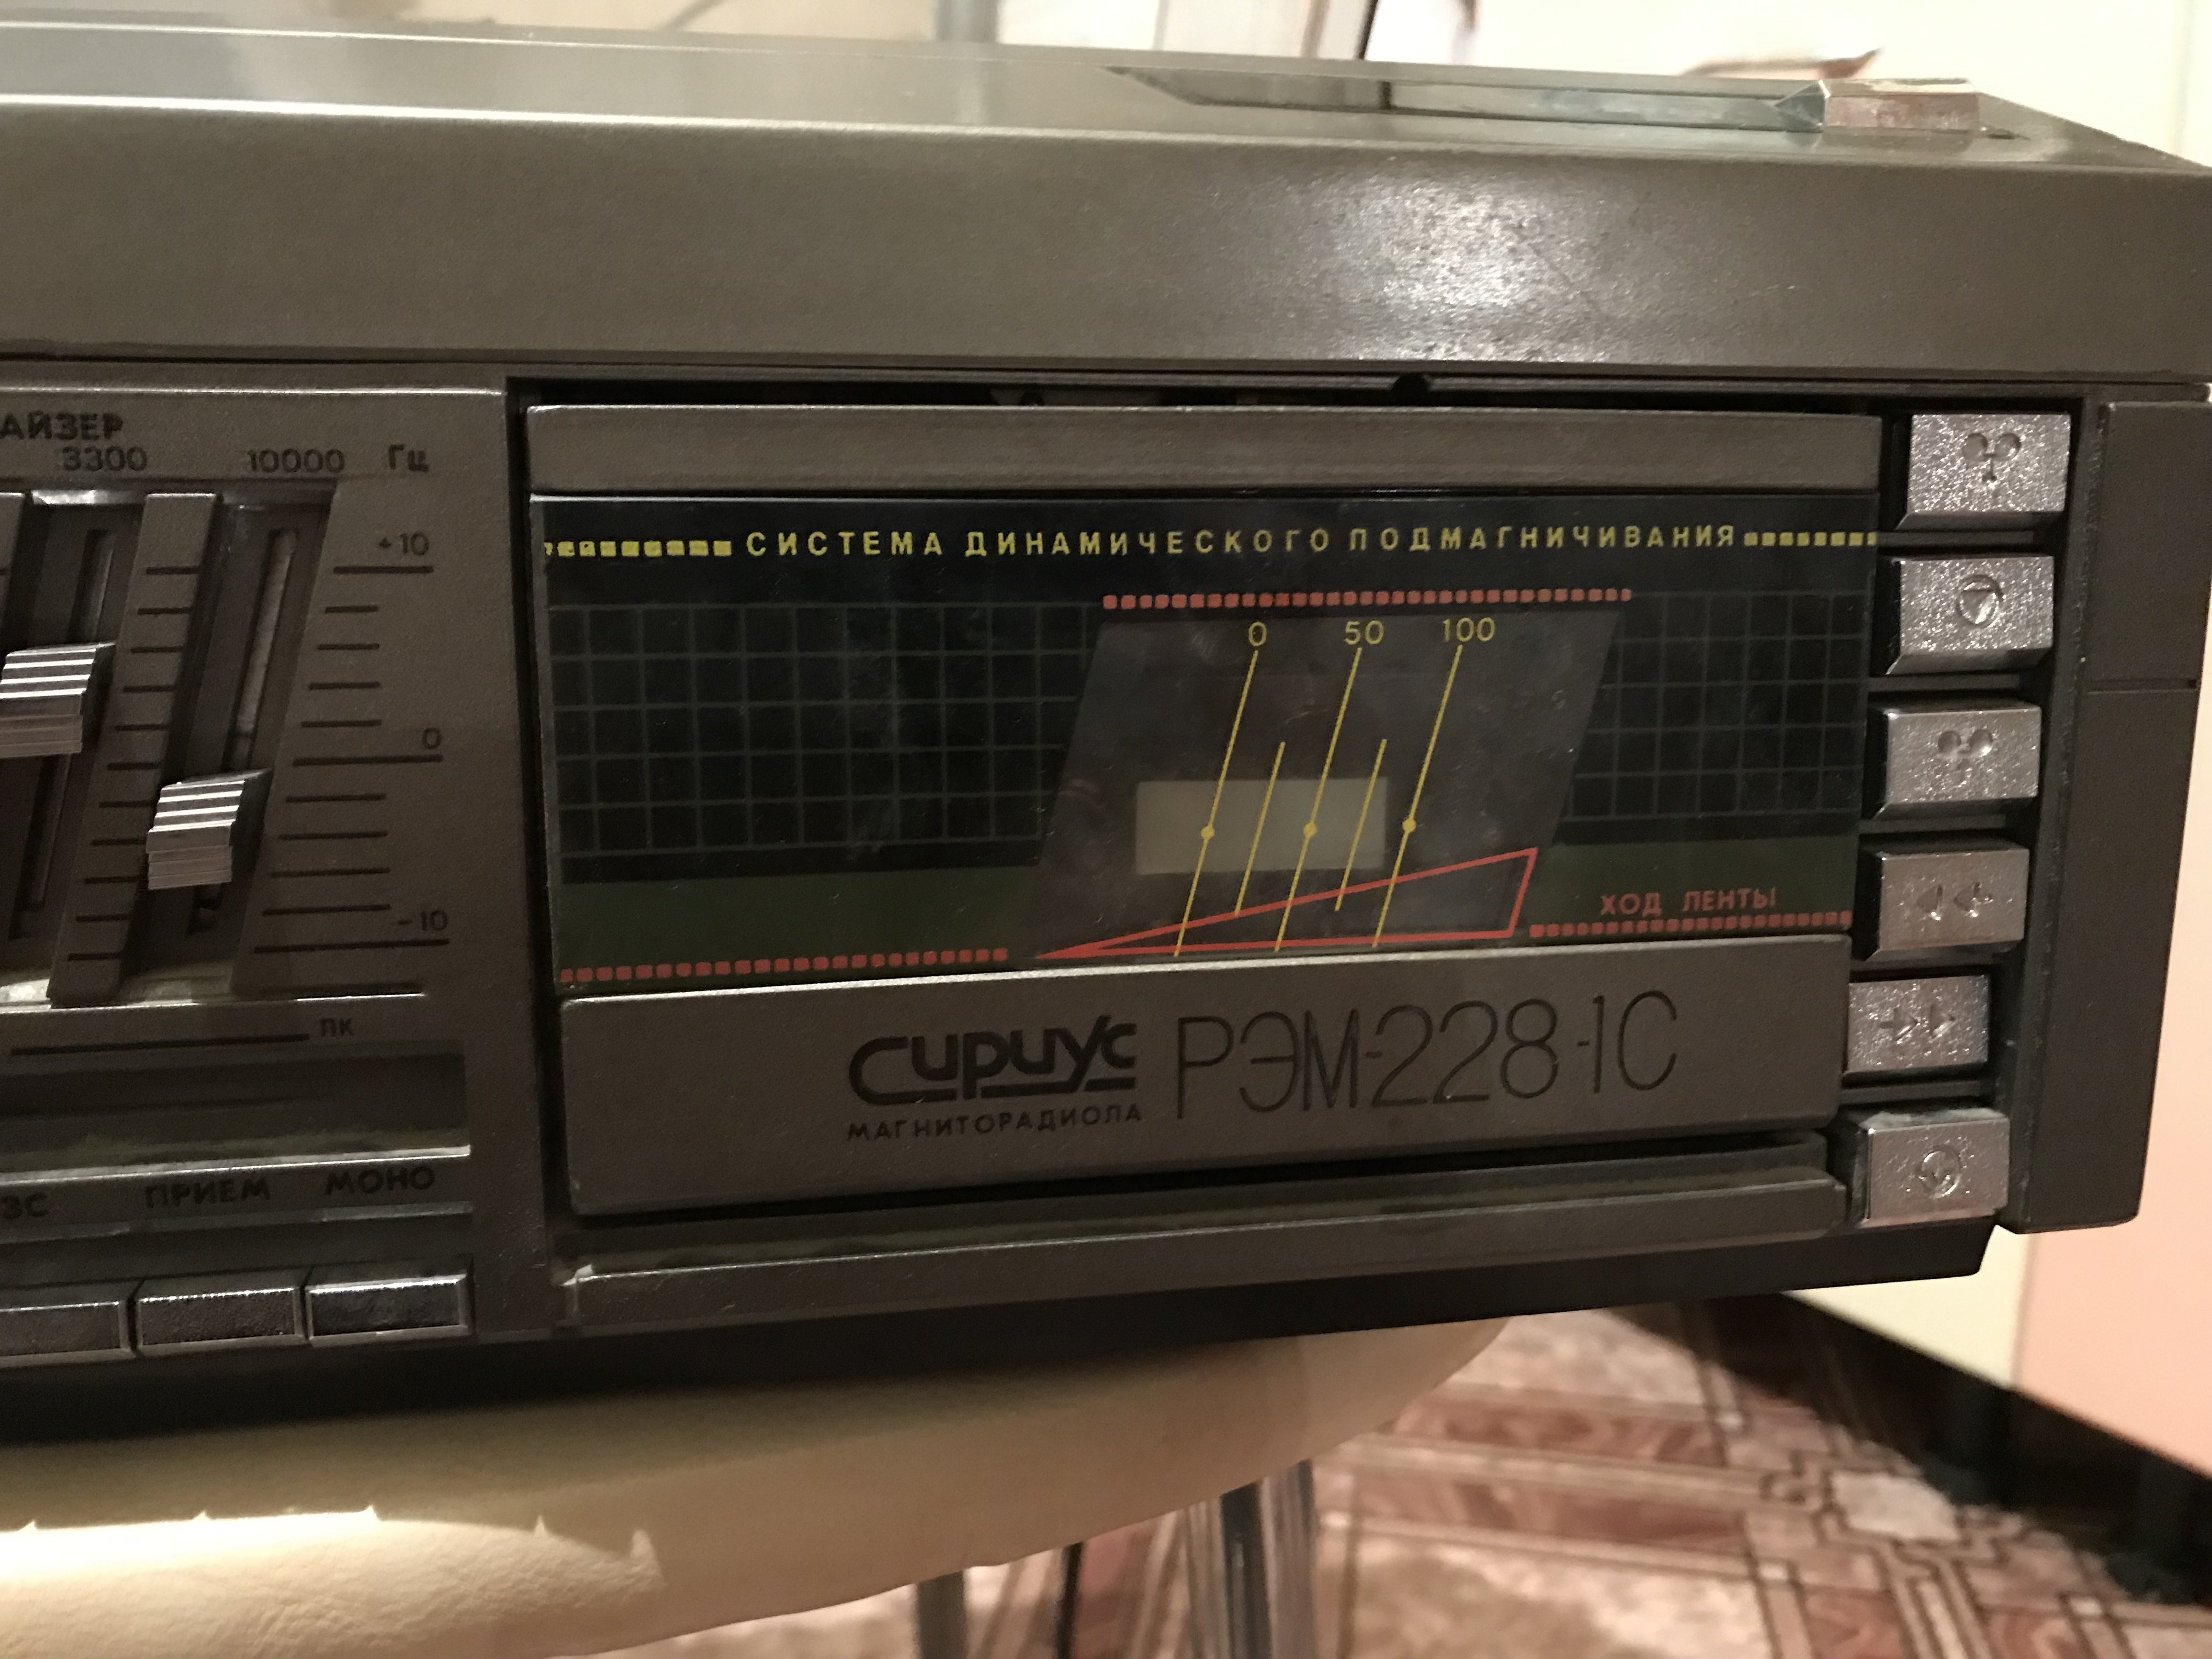 АЙЗЕР
3300 10000 Гц
+10
0
-10
ПК
ЗС ПРИЕМ МОНО
СИСТЕМА ДИНАМИЧЕСКОГО ПОДМАГНИЧИВАНИЯ
0 50 100
ХОД ЛЕНТЫ
Сириус РЭМ-228-1С
МАГНИТОРАДИОЛА